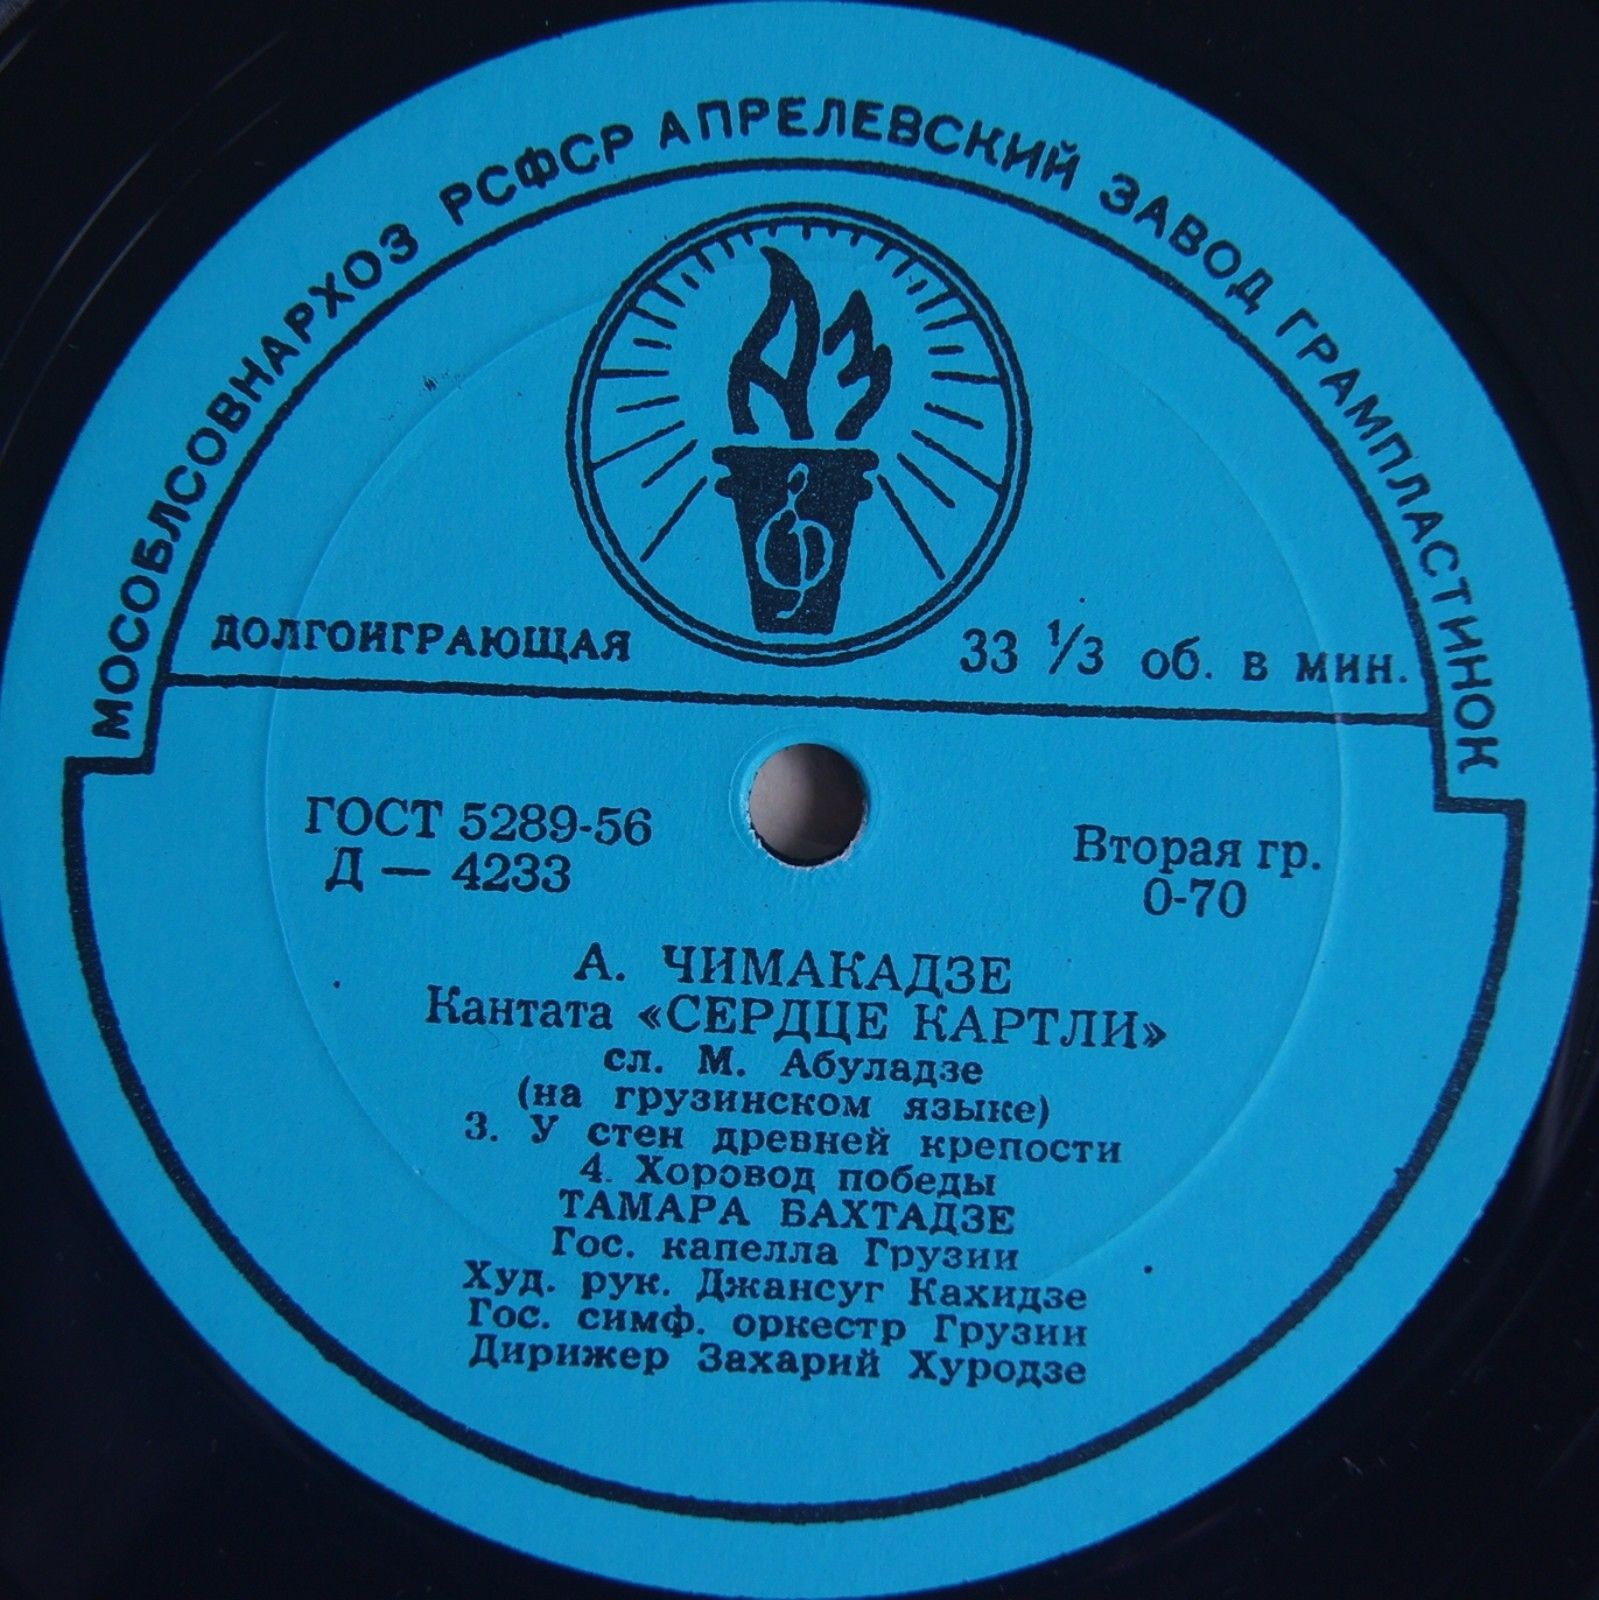 МОСОБЛСОВНАРХОЗ РСФСР АПРЕЛЕВСКИЙ ЗАВОД ГРАМПЛАСТИНОК
АЗ
ДОЛГОИГРАЮЩАЯ
33 1/3 об. в мин.
ГОСТ 5289-56
Д — 4233
Вторая гр.
0-70
А. ЧИМАКАДЗЕ
Кантата «СЕРДЦЕ КАРТЛИ»
сл. М. Абуладзе
(на грузинском языке)
3. У стен древней крепости
4. Хоровод победы
ТАМАРА БАХТАДЗЕ
Гос. капелла Грузии
Худ. рук. Джансуг Кахидзе
Гос. симф. оркестр Грузии
Дирижер Захарий Хуродзе